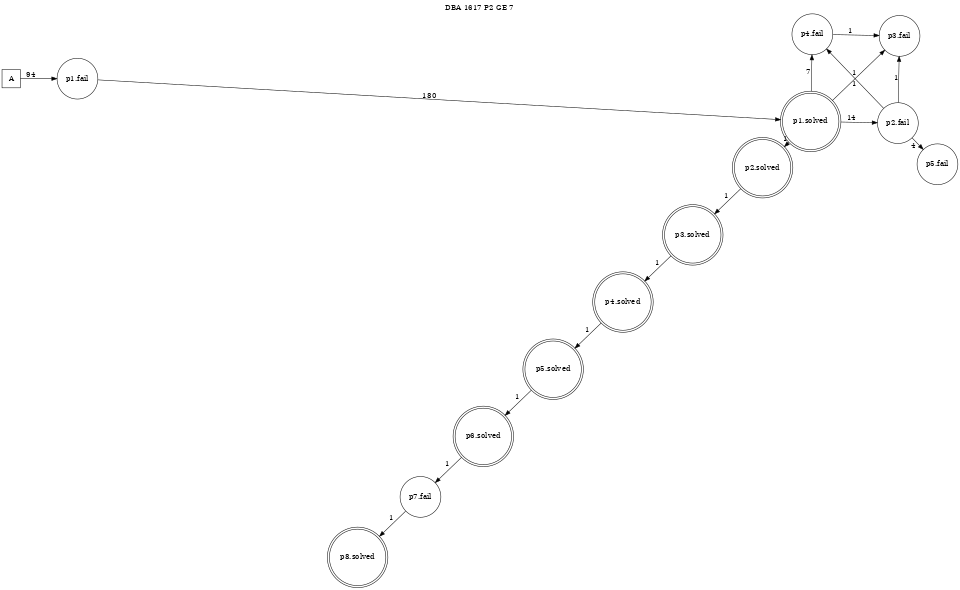 DBA 1617 P2 GE 7
p4.fail
1
p3.fail
A
94
p1.fail
7
1
1
1
180
p1.solved
14
p2.fail
4
p5.fail
p2.solved
1
p3.solved
1
p4.solved
1
p5.solved
1
p6.solved
1
p7.fail
1
p8.solved